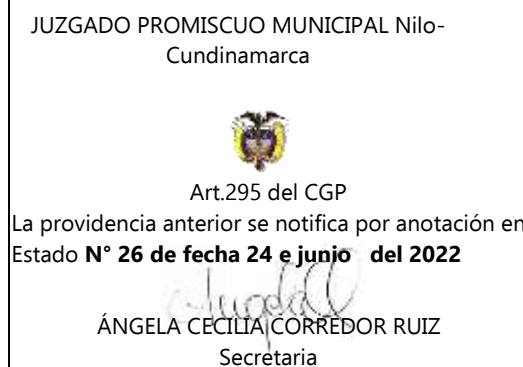 JUZGADO PROMISCUO MUNICIPAL Nilo-
Cundinamarca
Art.295 del CGP
La providencia anterior se notifica por anotación en
Estado N° 26 de fecha 24 e junio del 2022
ÁNGELA CECILIA CORREDOR RUIZ
Secretaria